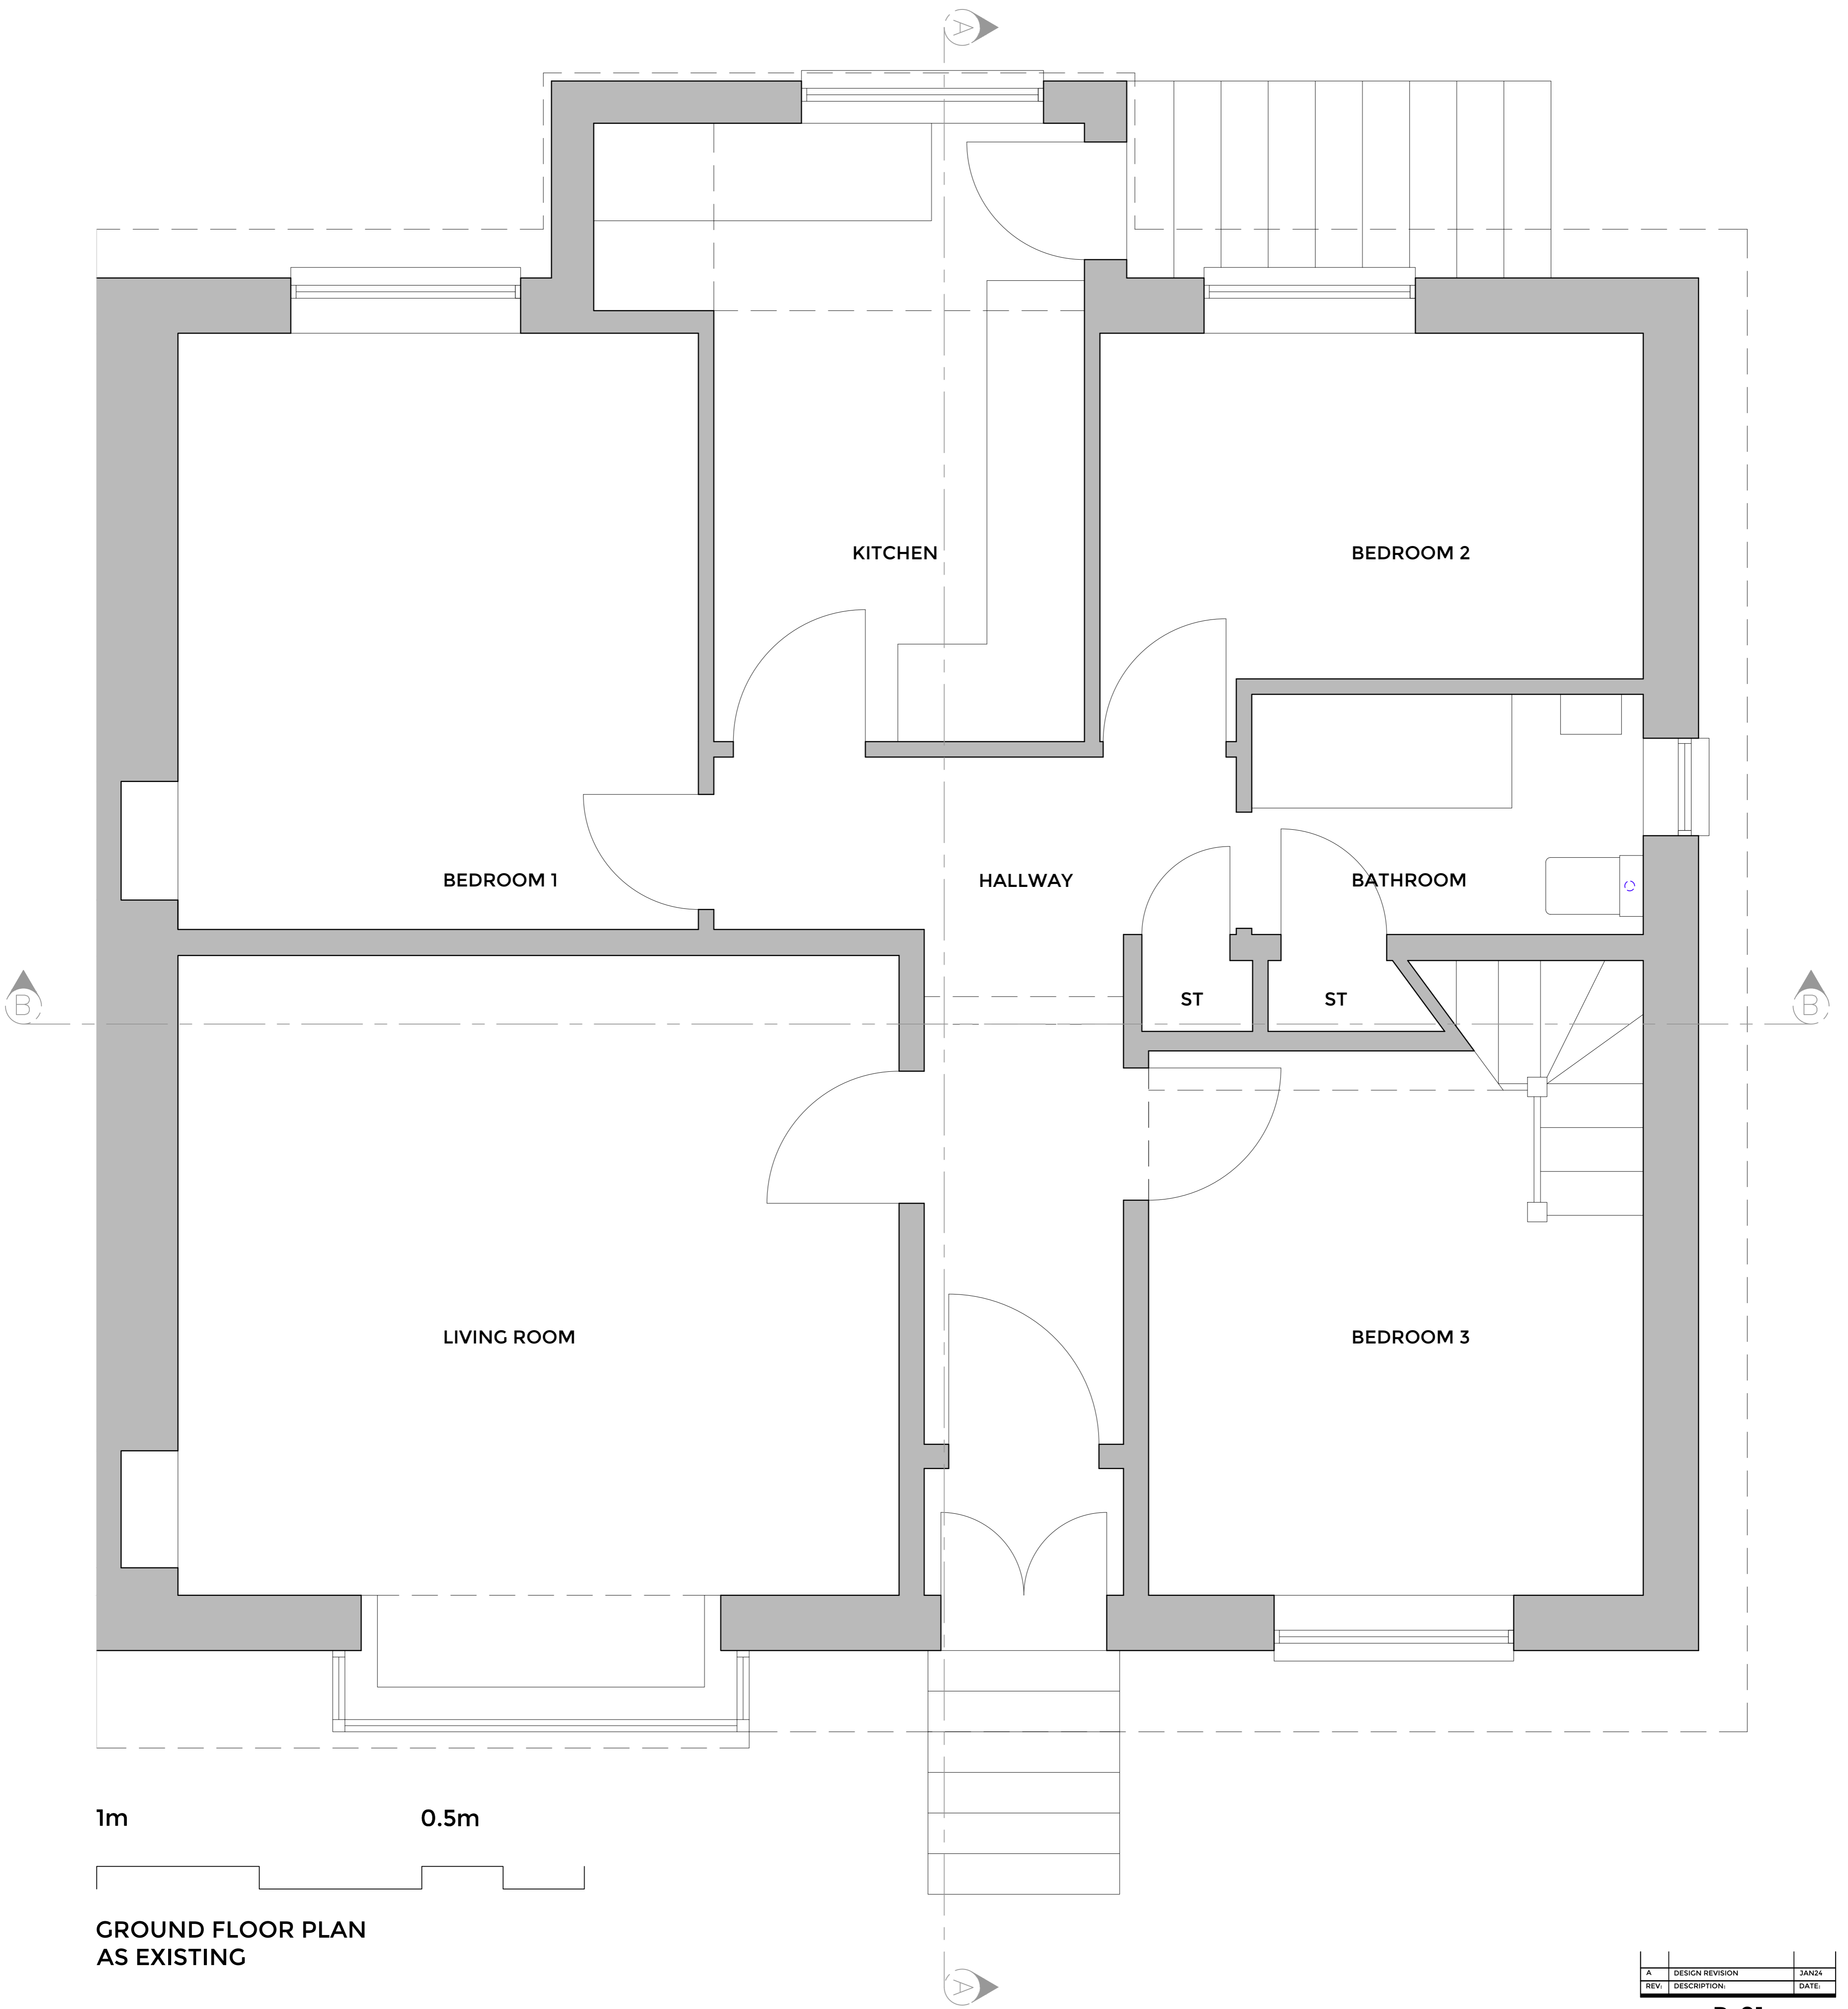 A
KITCHEN
BEDROOM 2
BEDROOM 1
HALLWAY
BATHROOM
B
ST
ST
B
LIVING ROOM
BEDROOM 3
1m 0.5m
GROUND FLOOR PLAN
AS EXISTING
A
A DESIGN REVISION JAN24
REV: DESCRIPTION: DATE: